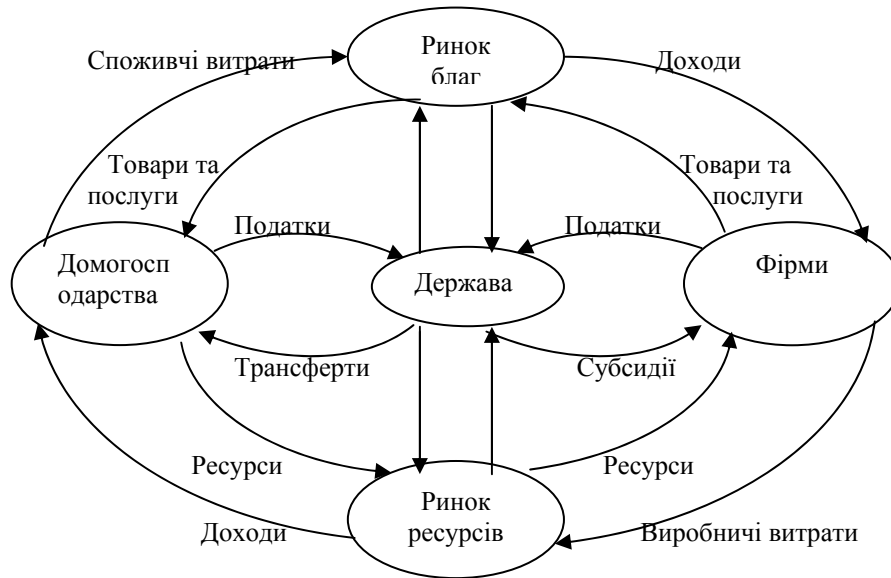 Ринок
благ
Споживчі витрати
Доходи
Товари та
послуги
Товари та
послуги
Податки
Податки
Домогосп
одарства
Держава
Фірми
Трансферти
Субсидії
Ресурси
Ресурси
Ринок
ресурсів
Доходи
Виробничі витрати